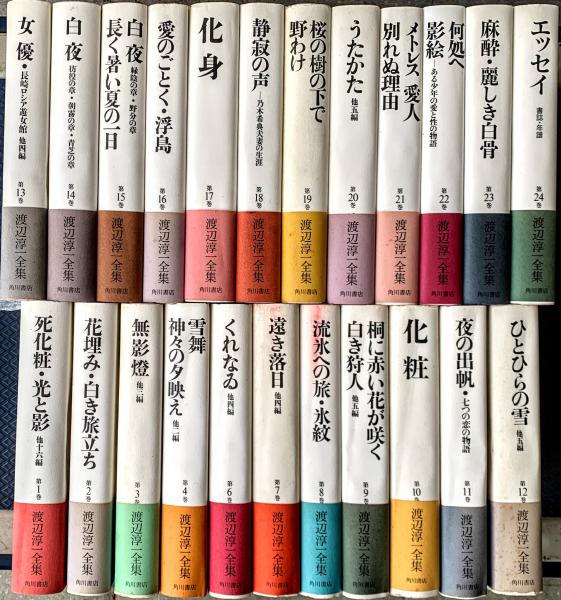 女優・長崎ロシア遊女館 他四編
第13巻
渡辺淳一全集
角川書店
白夜 彷徨の章・朝霧の章・青芝の章
第14巻
渡辺淳一全集
角川書店
白夜 緑陰の章・野分の章
長く暑い夏の一日
第15巻
渡辺淳一全集
角川書店
愛のごとく・浮島
第16巻
渡辺淳一全集
角川書店
化身
第17巻
渡辺淳一全集
角川書店
静寂の声—乃木希典夫妻の生涯
第18巻
渡辺淳一全集
角川書店
桜の樹の下で
野わけ
第19巻
渡辺淳一全集
角川書店
うたかた 他五編
第20巻
渡辺淳一全集
角川書店
メトレス 愛人
別れぬ理由
第21巻
渡辺淳一全集
角川書店
何処へ
影絵—ある少年の愛と性の物語
第22巻
渡辺淳一全集
角川書店
麻酔・麗しき白骨
第23巻
渡辺淳一全集
角川書店
エッセイ 書誌・年譜
第24巻
渡辺淳一全集
角川書店
死化粧・光と影 他十六編
第1巻
渡辺淳一全集
角川書店
花埋み・白き旅立ち
第2巻
渡辺淳一全集
角川書店
無影燈 他三編
第3巻
渡辺淳一全集
角川書店
雪舞
神々の夕映え 他二編
第4巻
渡辺淳一全集
角川書店
くれなゐ 他四編
第6巻
渡辺淳一全集
角川書店
遠き落日 他四編
第7巻
渡辺淳一全集
角川書店
流氷への旅・氷紋
第8巻
渡辺淳一全集
角川書店
桐に赤い花が咲く
白き狩人 他五編
第9巻
渡辺淳一全集
角川書店
化粧
第10巻
渡辺淳一全集
角川書店
夜の出帆・七つの恋の物語
第11巻
渡辺淳一全集
角川書店
ひとひらの雪 他五編
第12巻
渡辺淳一全集
角川書店